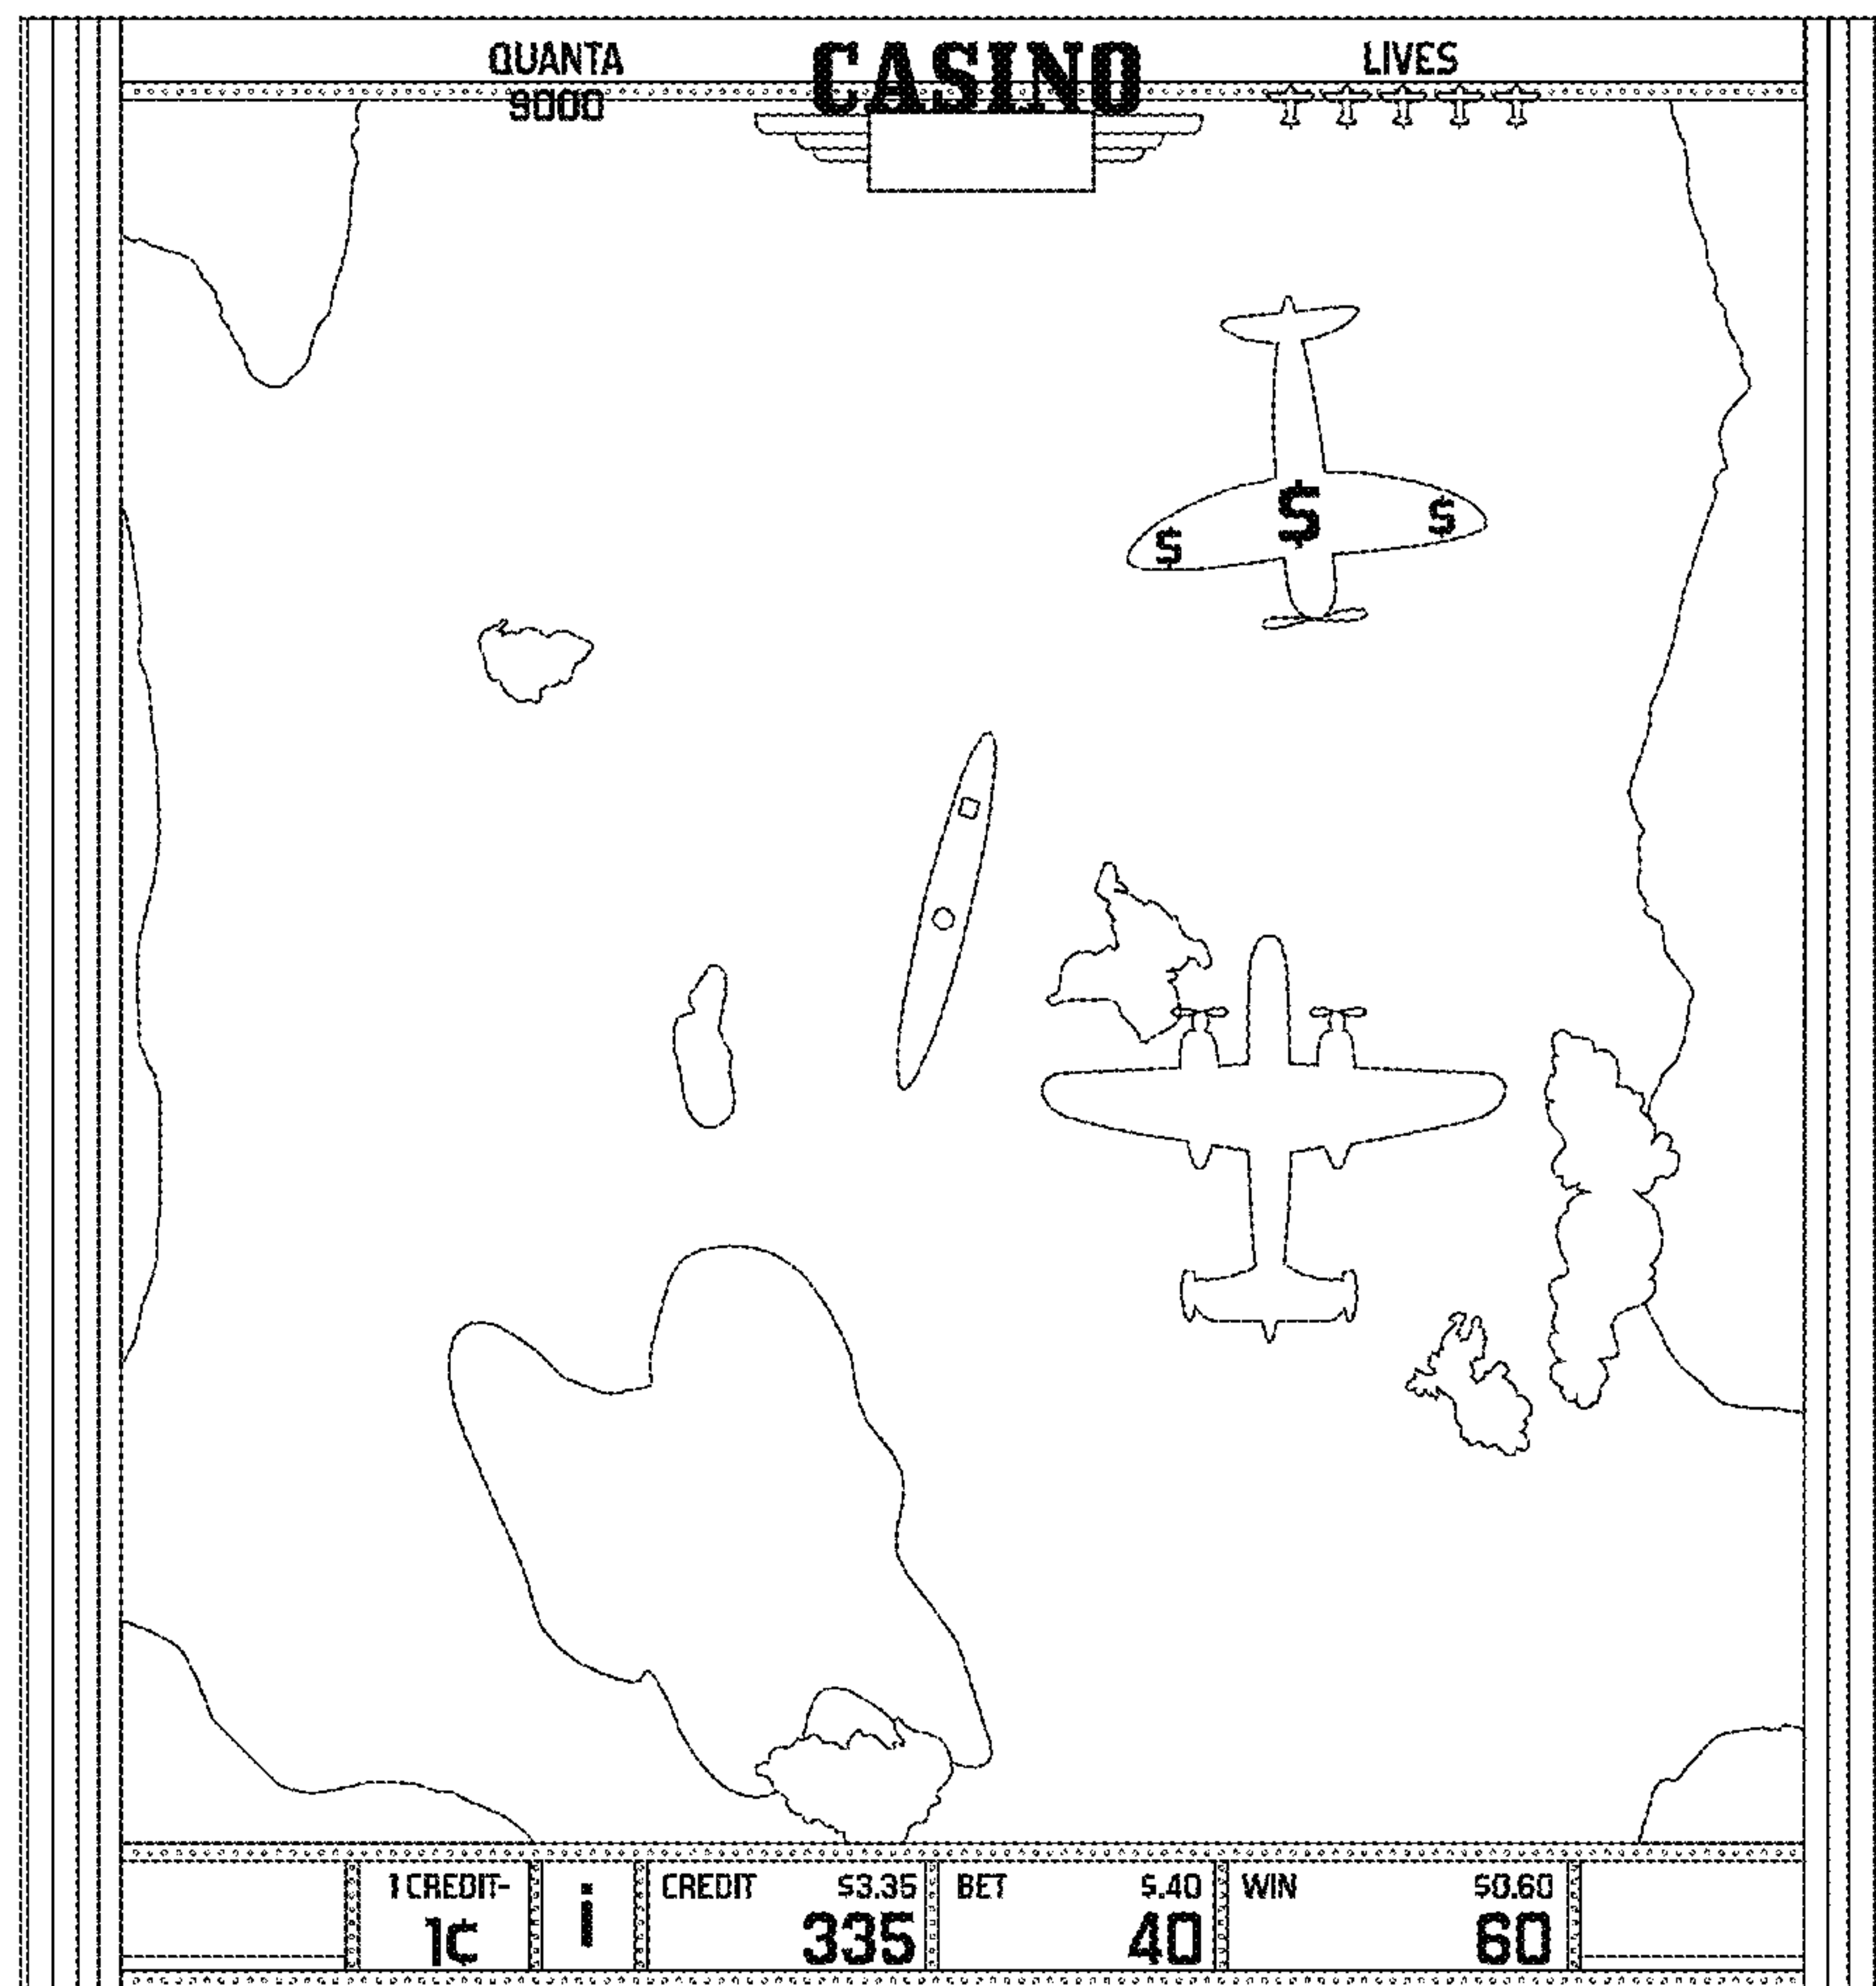 QUANTA
9000
CASINO
LIVES
$ $ $
1 CREDIT-
1¢
CREDIT $3.35
335
BET $.40
40
WIN $0.60
60